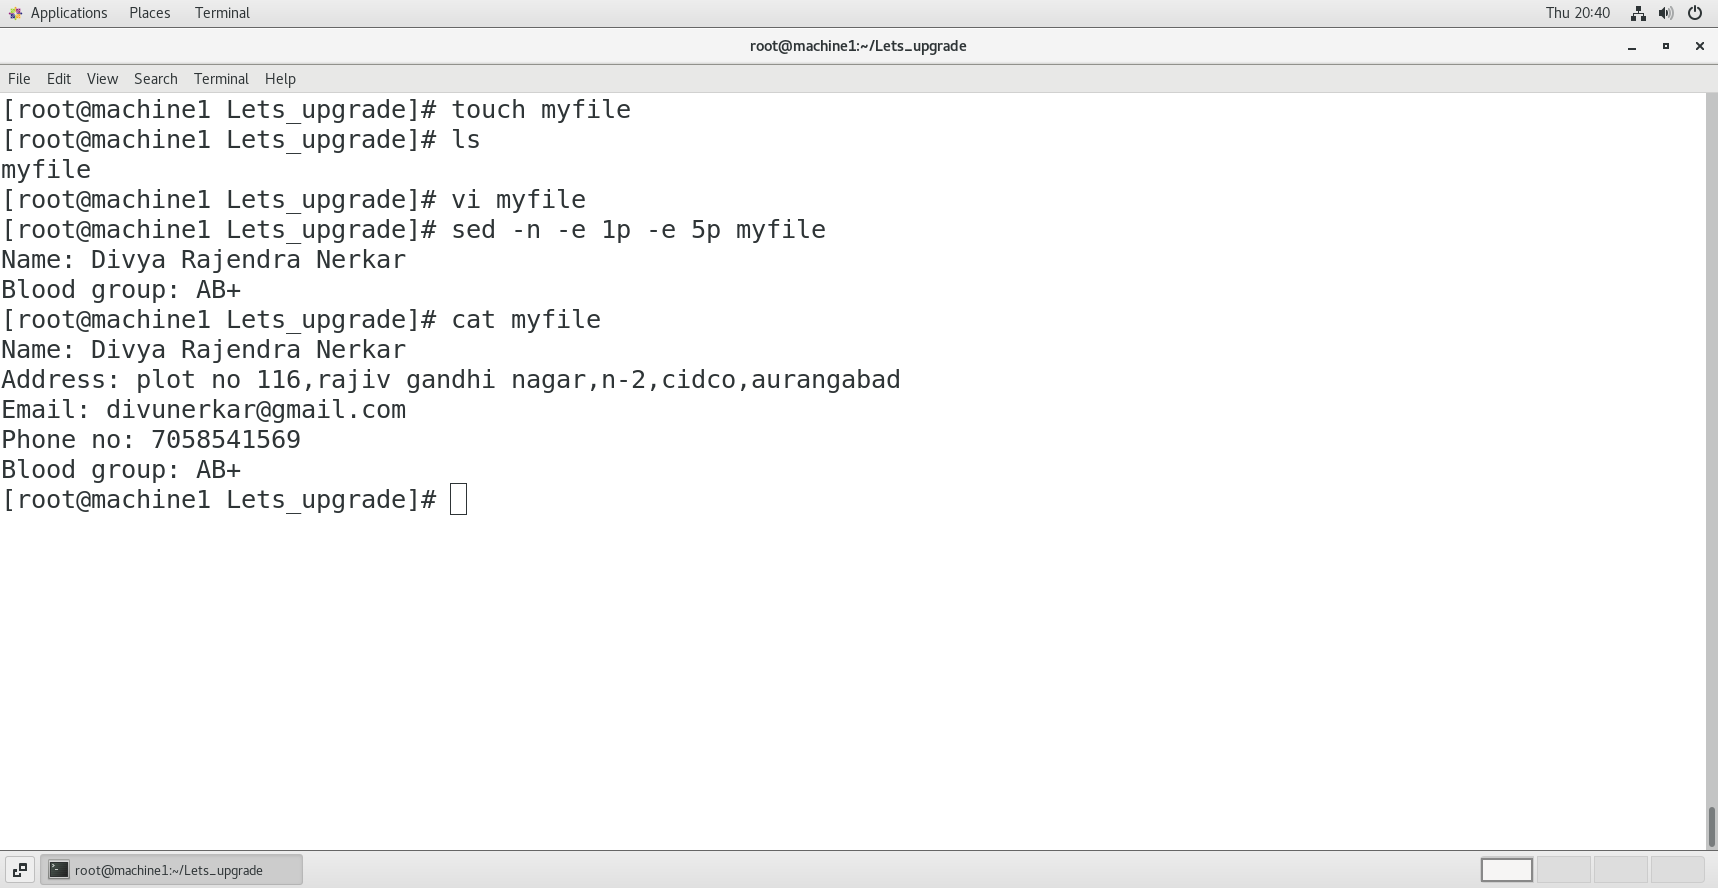 Applications Places Terminal Thu 20:40
root@machine1:~/Lets_upgrade
File Edit View Search Terminal Help
[root@machine1 Lets_upgrade]# touch myfile
[root@machine1 Lets_upgrade]# ls
myfile
[root@machine1 Lets_upgrade]# vi myfile
[root@machine1 Lets_upgrade]# sed -n -e 1p -e 5p myfile
Name: Divya Rajendra Nerkar
Blood group: AB+
[root@machine1 Lets_upgrade]# cat myfile
Name: Divya Rajendra Nerkar
Address: plot no 116,rajiv gandhi nagar,n-2,cidco,aurangabad
Email: divunerkar@gmail.com
Phone no: 7058541569
Blood group: AB+
[root@machine1 Lets_upgrade]#
root@machine1:~/Lets_upgrade